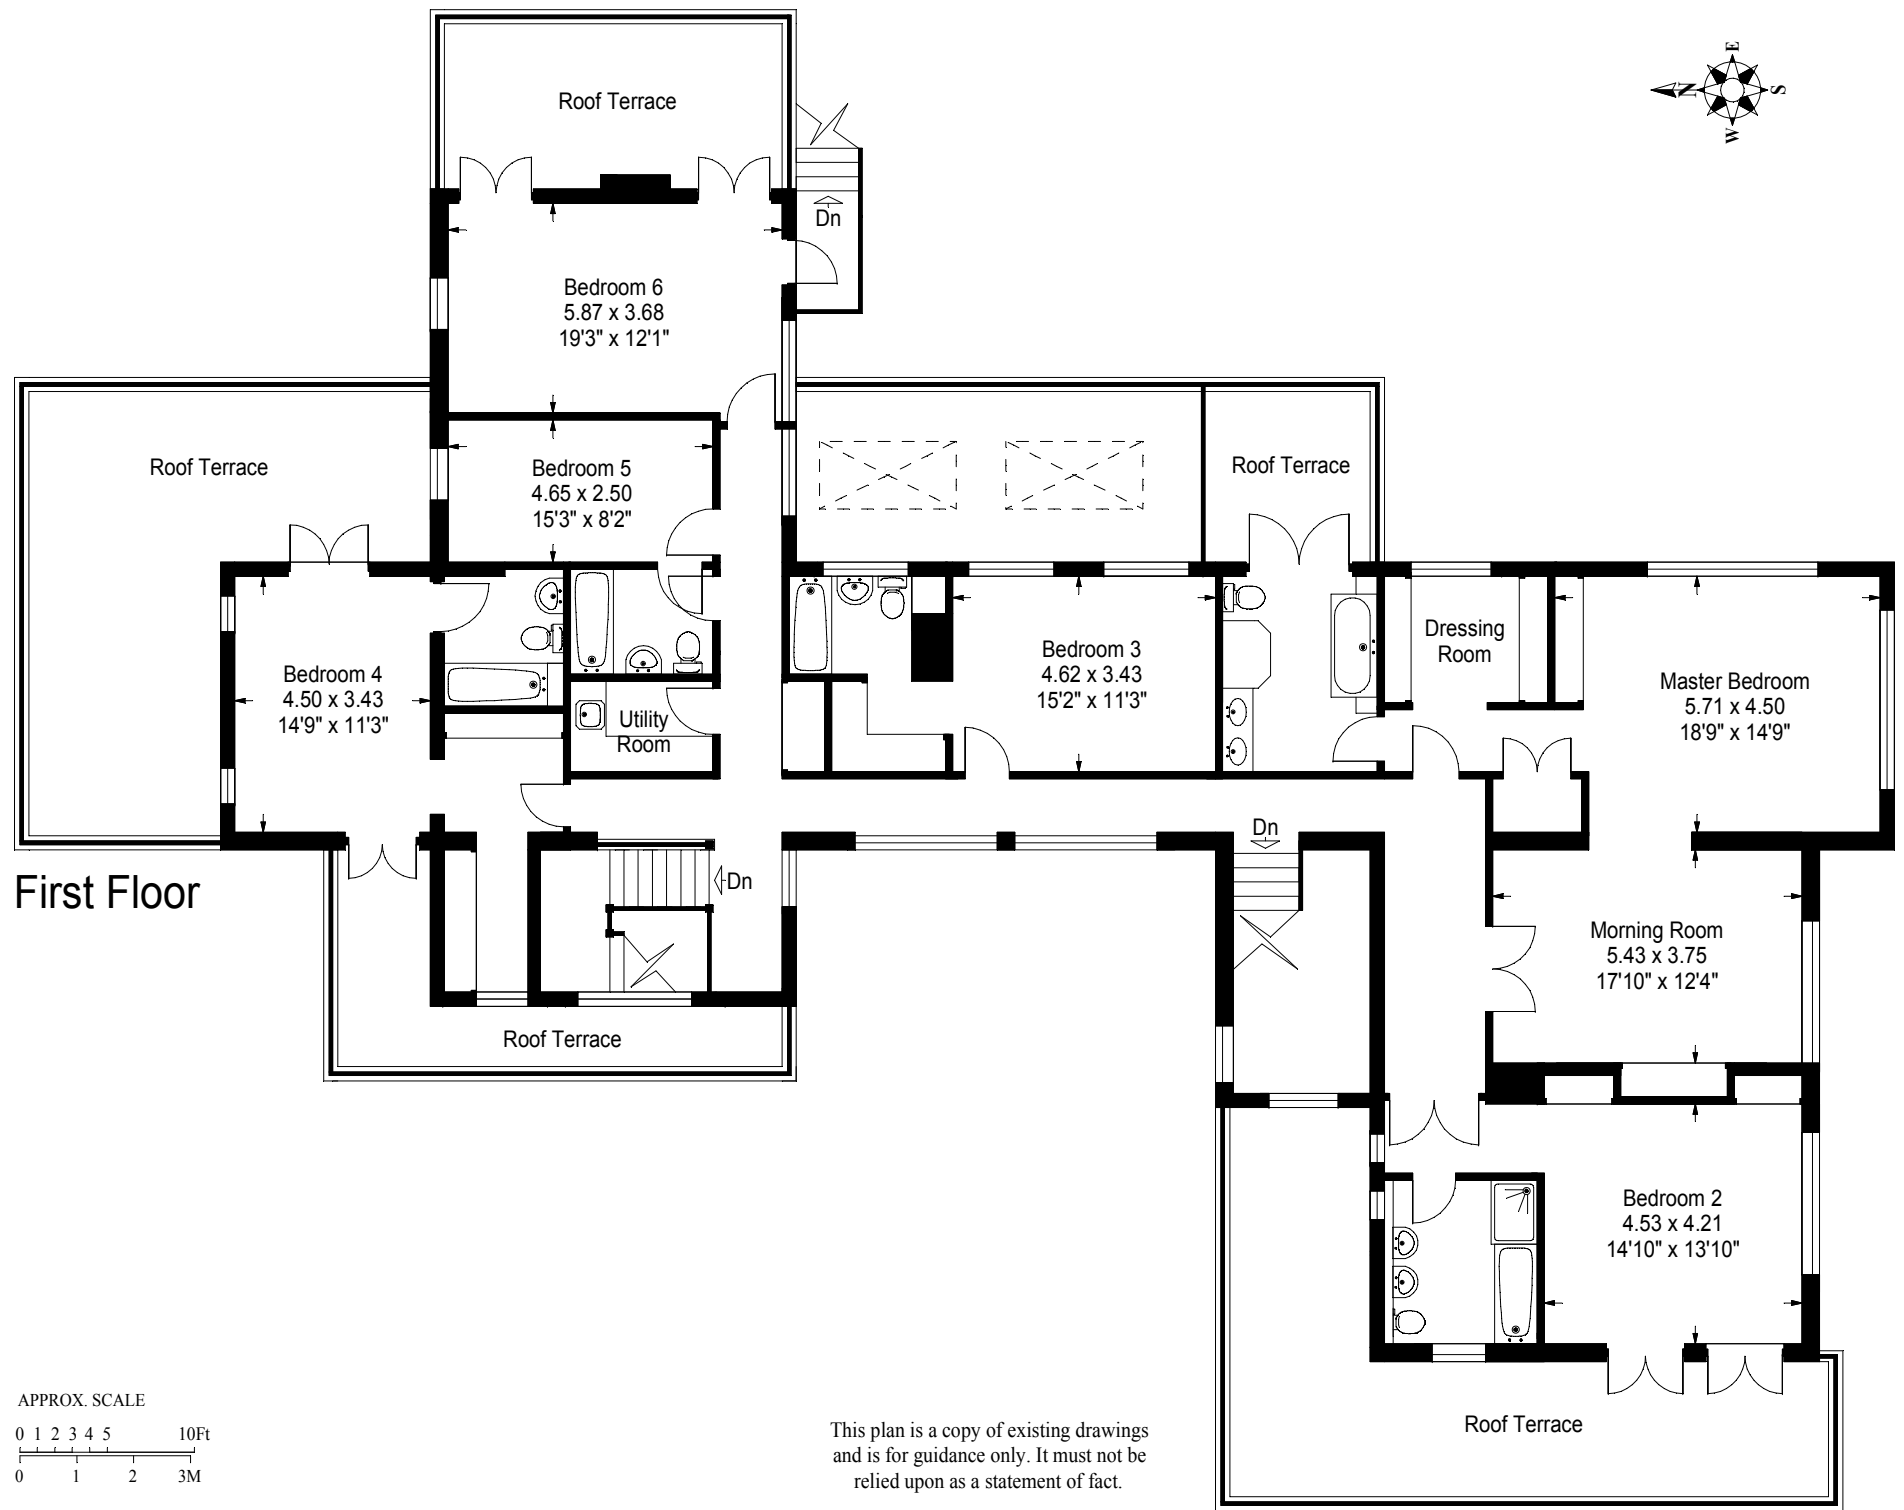 Roof Terrace
E
N
S
W
Dn
Bedroom 6
5.87 x 3.68
19'3" x 12'1"
Roof Terrace
Bedroom 5
4.65 x 2.50
15'3" x 8'2"
Roof Terrace
Bedroom 4
4.50 x 3.43
14'9" x 11'3"
Utility
Room
Bedroom 3
4.62 x 3.43
15'2" x 11'3"
Dressing
Room
Master Bedroom
5.71 x 4.50
18'9" x 14'9"
Dn
Dn
First Floor
Morning Room
5.43 x 3.75
17'10" x 12'4"
Roof Terrace
Bedroom 2
4.53 x 4.21
14'10" x 13'10"
Roof Terrace
APPROX. SCALE
0 1 2 3 4 5 10Ft
0 1 2 3M
This plan is a copy of existing drawings
and is for guidance only. It must not be
relied upon as a statement of fact.